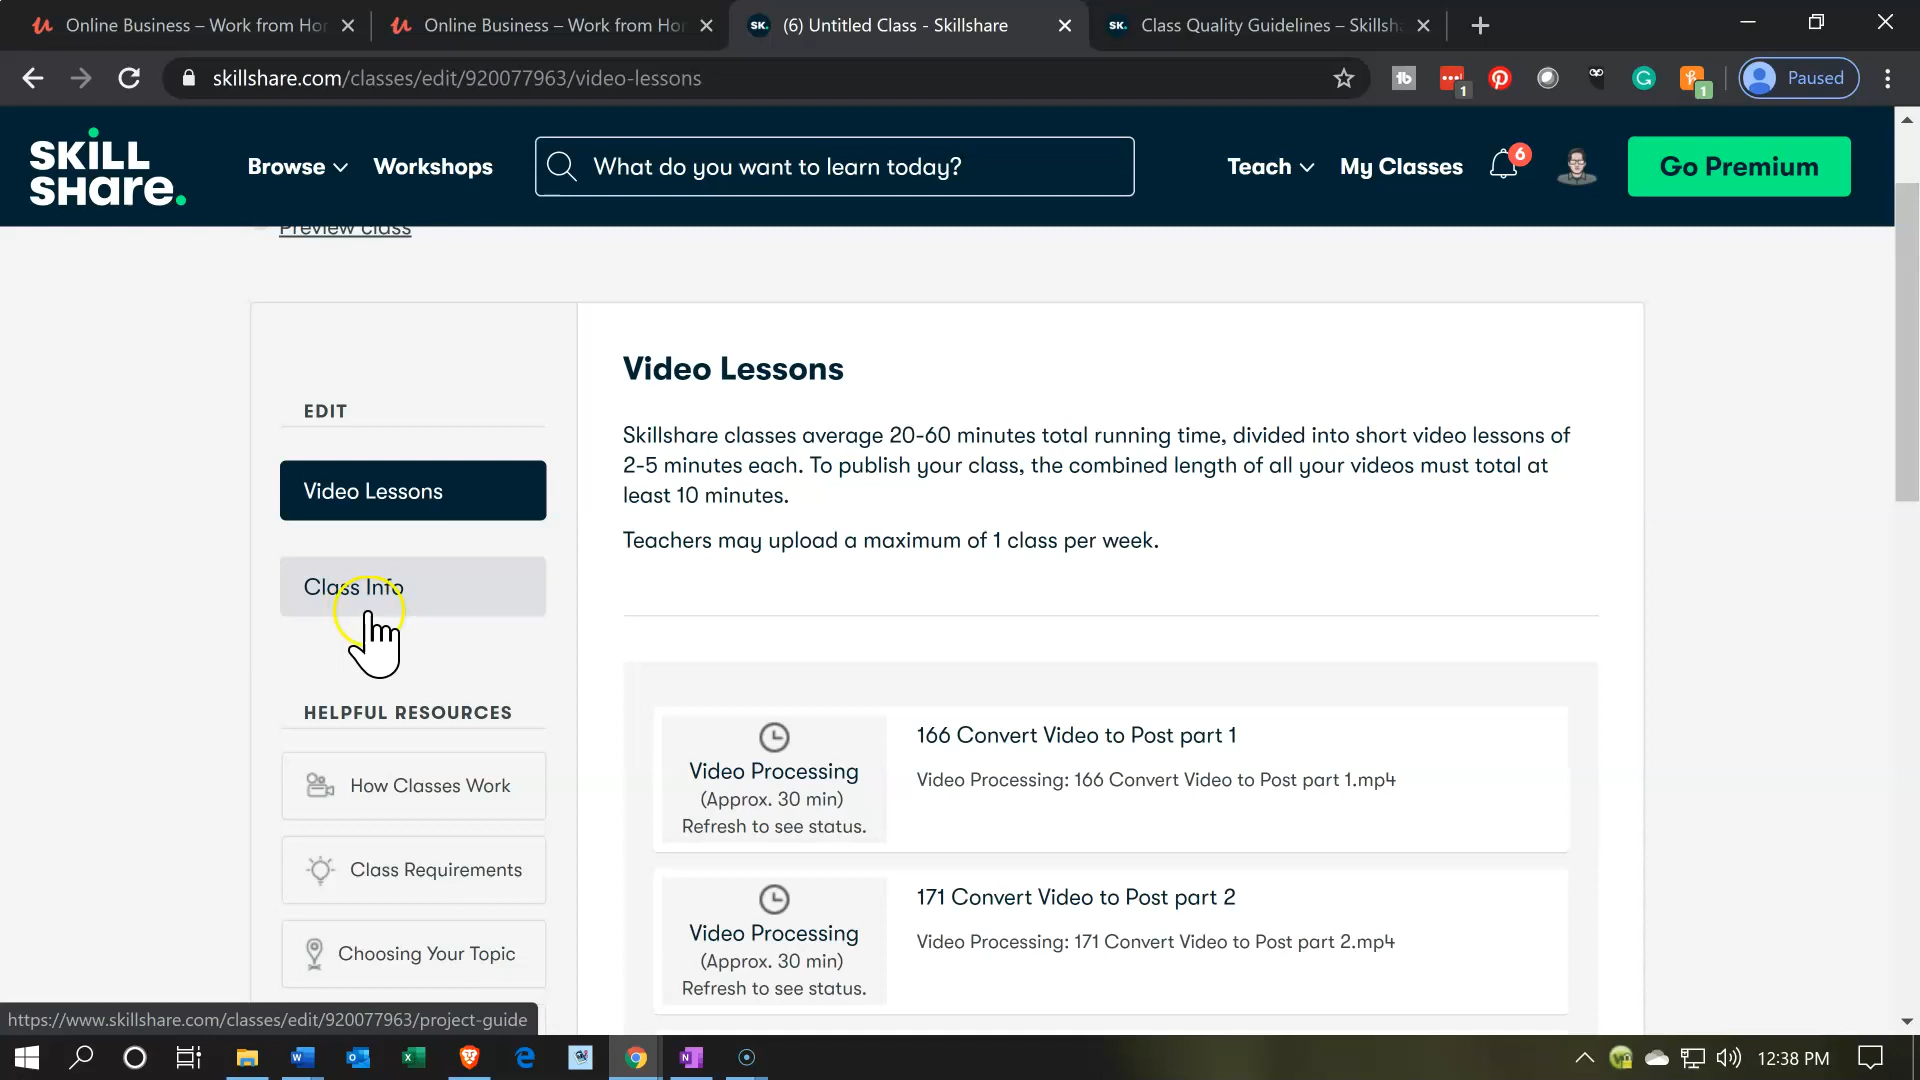 Online Business – Work from Hor
Online Business – Work from Hor
SK. (6) Untitled Class - Skillshare
SK. Class Quality Guidelines – Skillsha
skillshare.com/classes/edit/920077963/video-lessons
tb
1
1
Paused
SKiLL
SHare.
Browse
Workshops
What do you want to learn today?
Teach
My Classes
6
Go Premium
Preview class
EDIT
Video Lessons
Class Info
HELPFUL RESOURCES
How Classes Work
Class Requirements
Choosing Your Topic
Video Lessons
Skillshare classes average 20-60 minutes total running time, divided into short video lessons of
2-5 minutes each. To publish your class, the combined length of all your videos must total at
least 10 minutes.
Teachers may upload a maximum of 1 class per week.
Video Processing
(Approx. 30 min)
Refresh to see status.
166 Convert Video to Post part 1
Video Processing: 166 Convert Video to Post part 1.mp4
Video Processing
(Approx. 30 min)
Refresh to see status.
171 Convert Video to Post part 2
Video Processing: 171 Convert Video to Post part 2.mp4
https://www.skillshare.com/classes/edit/920077963/project-guide
12:38 PM